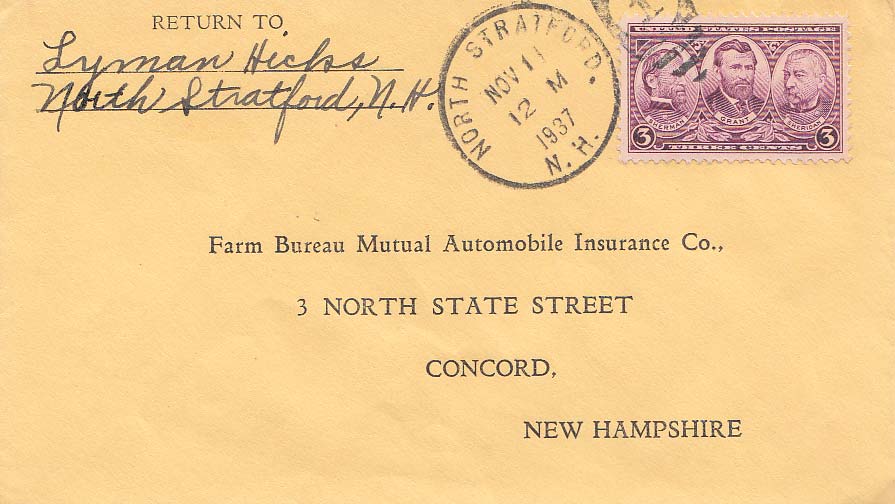 RETURN TO
Lyman Hicks
North Stratford, N.H.
NORTH STRATFORD.
NOV 11
12 M
1937
N. H.
UNITED STATES POSTAGE
SHERMAN
GRANT
SHERIDAN
3 3
THREE CENTS
Farm Bureau Mutual Automobile Insurance Co.,
3 NORTH STATE STREET
CONCORD,
NEW HAMPSHIRE